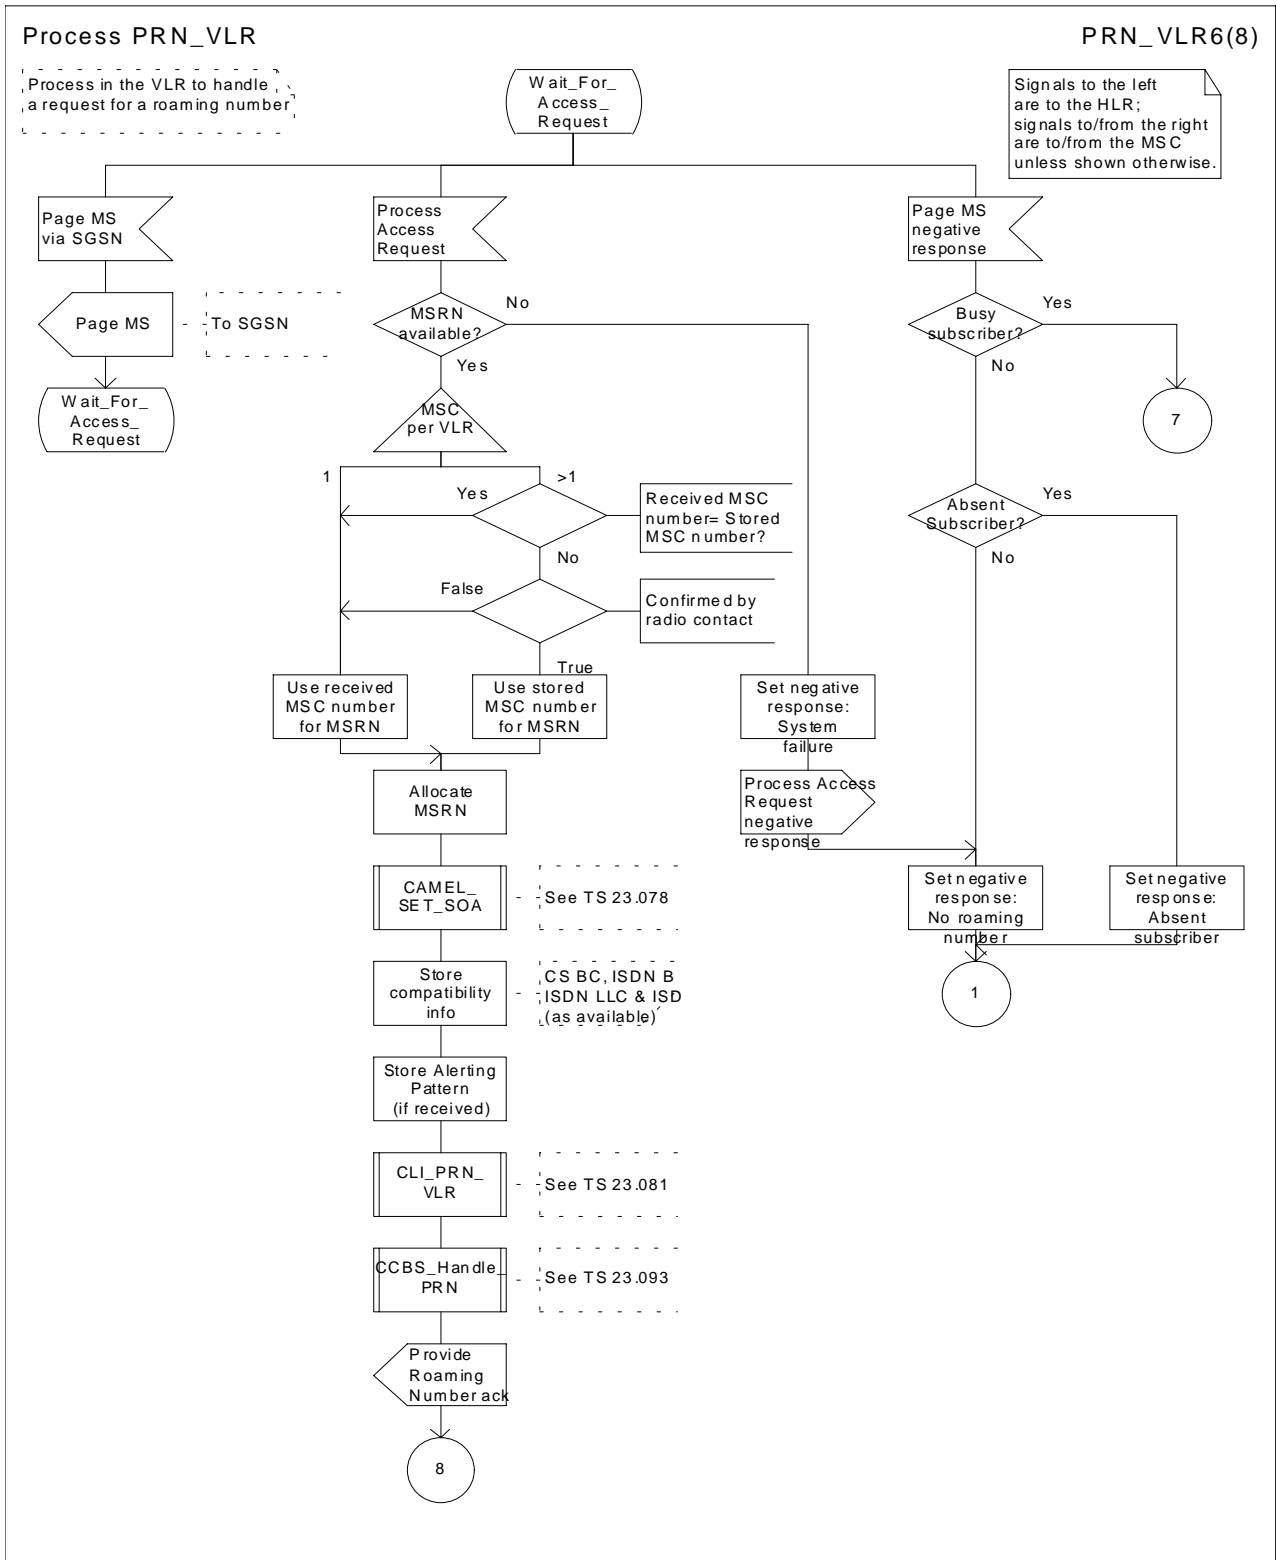 Process PRN_VLR
PRN_VLR6(8)
Process in the VLR to handle
a request for a roaming number
Wait_For_
Access_
Request
Signals to the left
are to the HLR;
signals to/from the right
are to/from the MSC
unless shown otherwise.
Page MS
via SGSN
Process
Access
Request
Page MS
negative
response
Page MS
To SGSN
MSRN
available?
No
Yes
Busy
subscriber?
Yes
No
Wait_For_
Access_
Request
MSC
per VLR
7
1
>1
Yes
Received MSC
number= Stored
MSC number?
No
Absent
Subscriber?
Yes
No
False
Confirmed by
radio contact
True
Use received
MSC number
for MSRN
Use stored
MSC number
for MSRN
Set negative
response:
System
failure
Allocate
MSRN
Process Access
Request
negative
response
CAMEL_
SET_SOA
See TS 23.078
Set negative
response:
No roaming
number
Set negative
response:
Absent
subscriber
Store
compatibility
info
CS BC, ISDN B
ISDN LLC & ISD
(as available)
1
Store Alerting
Pattern
(if received)
CLI_PRN_
VLR
See TS 23.081
CCBS_Handle_
PRN
See TS 23.093
Provide
Roaming
Number ack
8